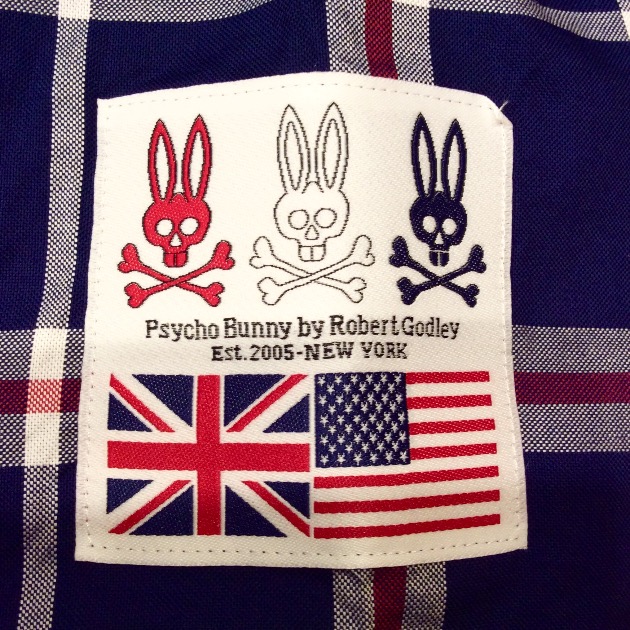 Psycho Bunny by Robert Godley
Est.2005-NEW YORK